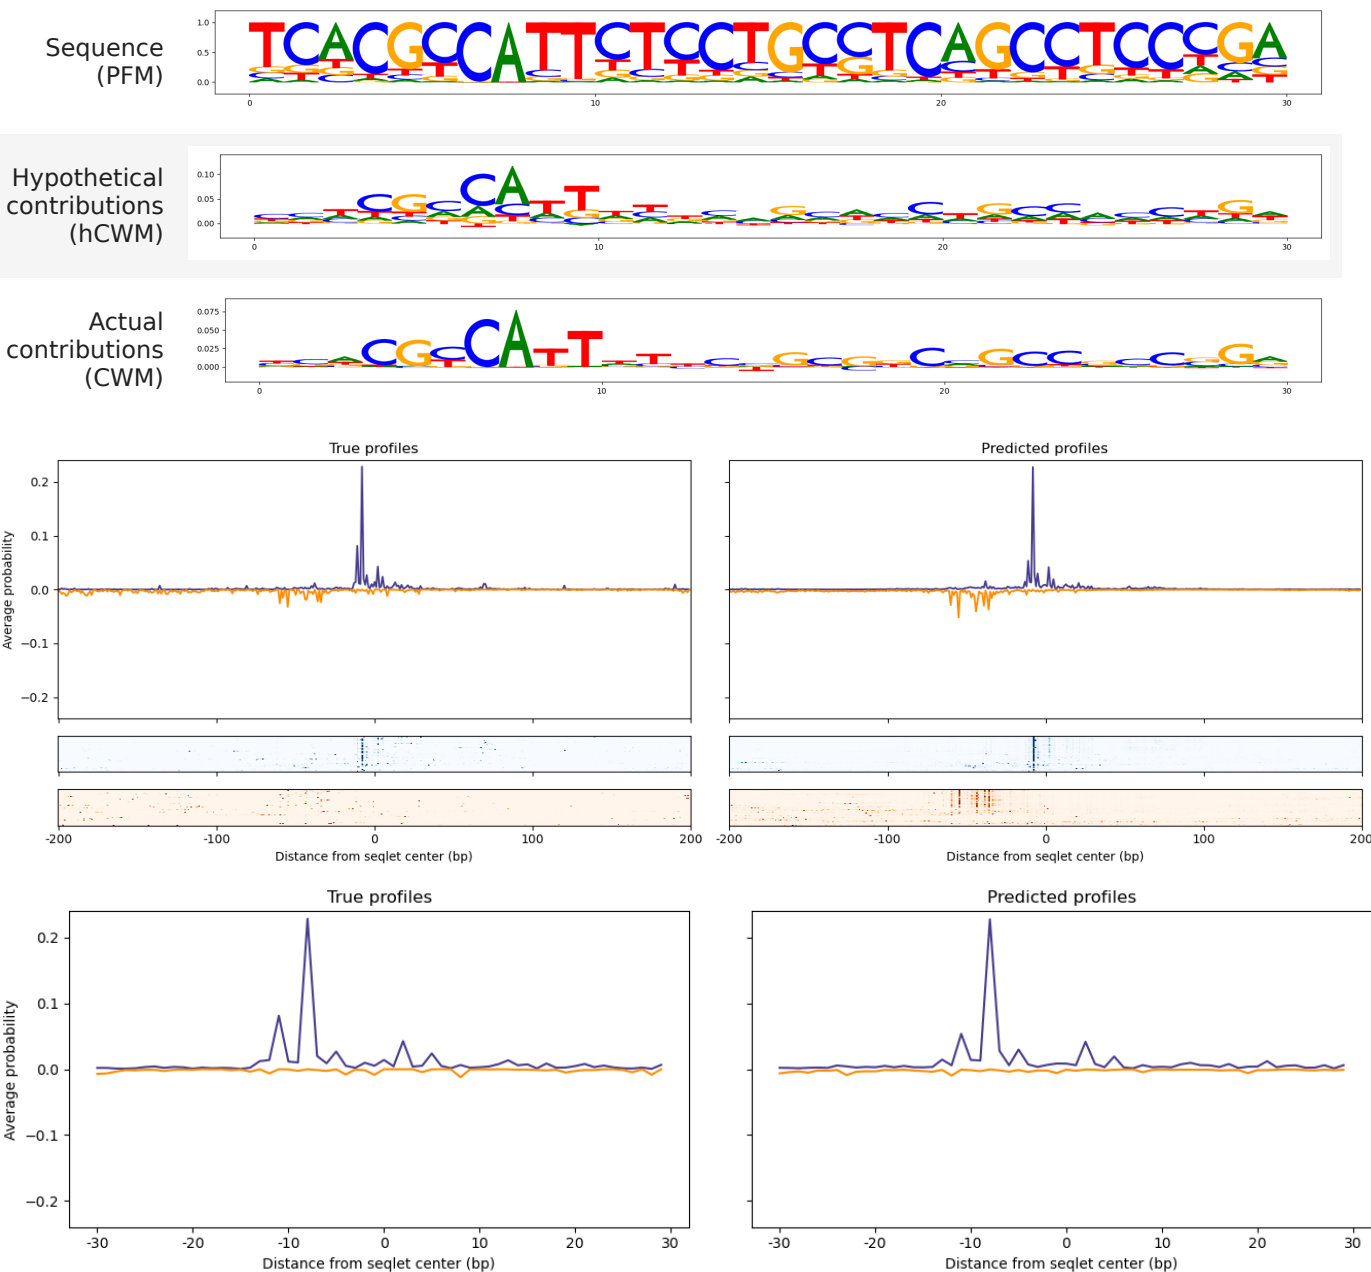 Sequence
(PFM)
1.0
0.5
0.0
TCACGCCATTCTCCTGCCTCAGCCTCCCGA
0 10 20 30
Hypothetical
contributions
(hCWM)
0.10
0.05
0.00
0 10 20 30
Actual
contributions
(CWM)
0.075
0.050
0.025
0.000
0 10 20 30
True profiles Predicted profiles
Average probability
0.2
0.1
0.0
−0.1
−0.2
-200 -100 0 100 200 -200 -100 0 100 200
Distance from seqlet center (bp) Distance from seqlet center (bp)
True profiles Predicted profiles
Average probability
0.2
0.1
0.0
−0.1
−0.2
-30 -20 -10 0 10 20 30 -30 -20 -10 0 10 20 30
Distance from seqlet center (bp) Distance from seqlet center (bp)